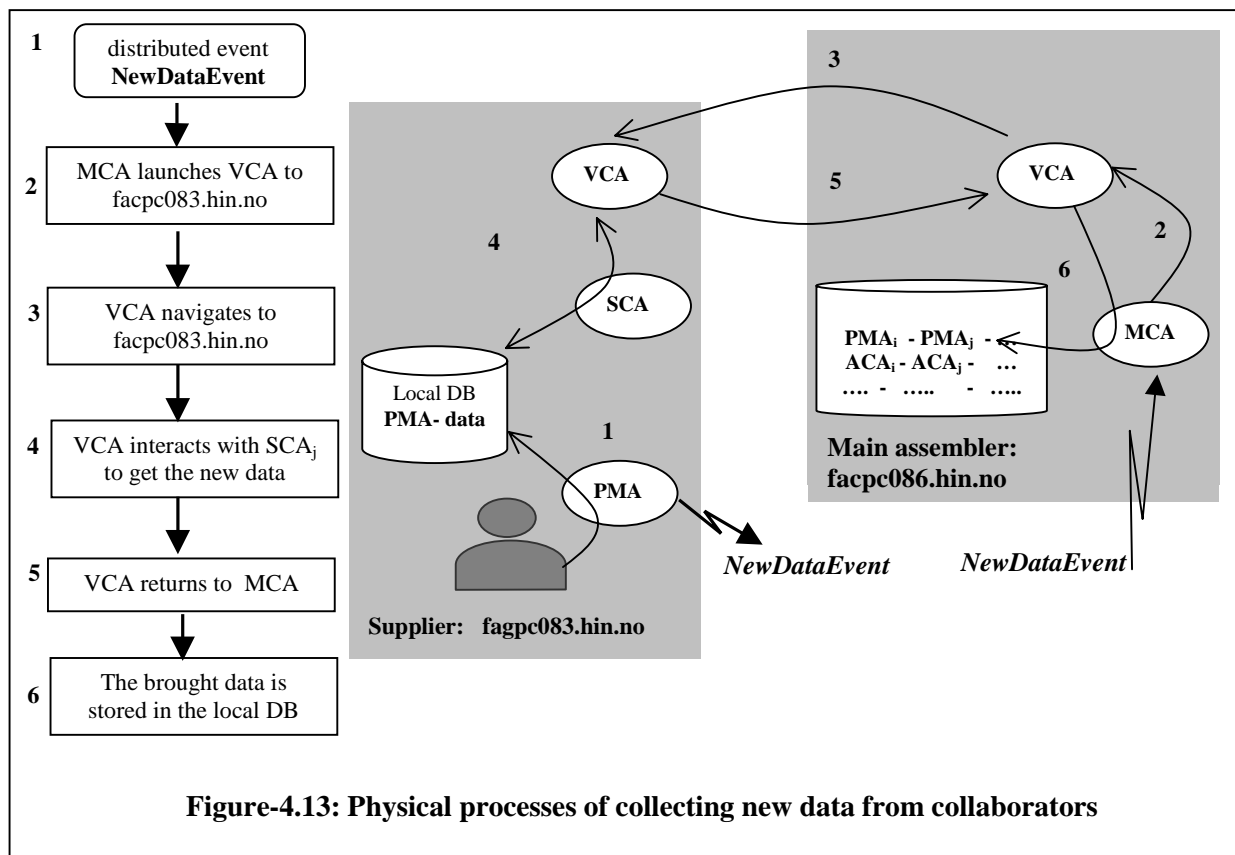 1
distributed event
NewDataEvent
2
MCA launches VCA to
facpc083.hin.no
3
VCA navigates to
facpc083.hin.no
4
VCA interacts with SCAj
to get the new data
5
VCA returns to MCA
6
The brought data is
stored in the local DB
VCA
4
SCA
Local DB
PMA- data
1
PMA
NewDataEvent
Supplier: fagpc083.hin.no
3
5
VCA
2
6
MCA
PMAi - PMAj - …
ACAi - ACAj - …
…. - ….. - …..
Main assembler:
facpc086.hin.no
NewDataEvent
Figure-4.13: Physical processes of collecting new data from collaborators